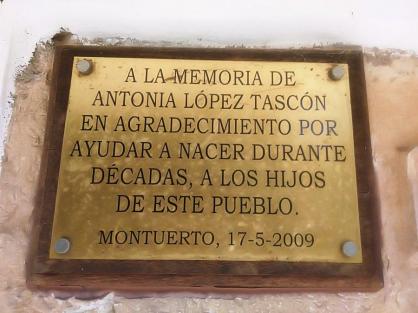 A LA MEMORIA DE
ANTONIA LÓPEZ TASCÓN
EN AGRADECIMIENTO POR
AYUDAR A NACER DURANTE
DÉCADAS, A LOS HIJOS
DE ESTE PUEBLO.
MONTUERTO, 17-5-2009